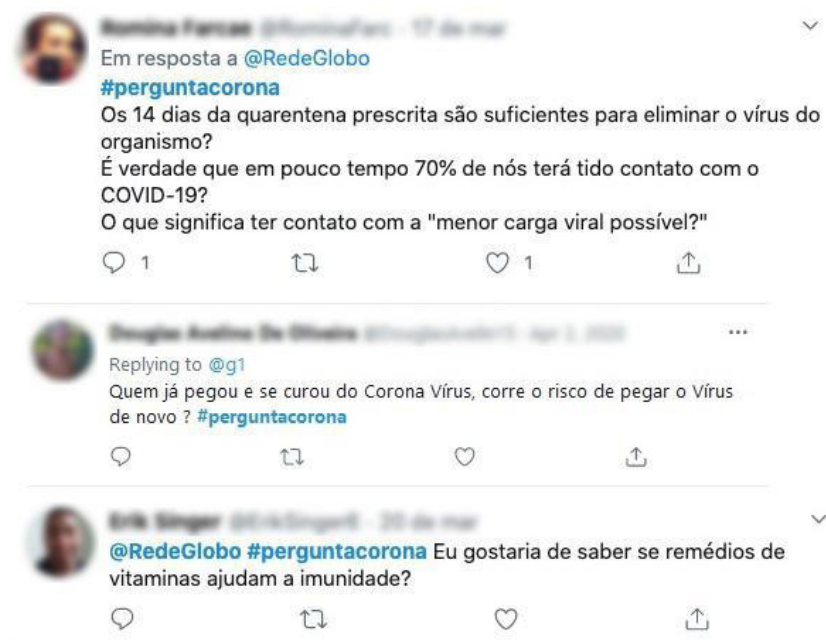 Em resposta a @RedeGlobo
#perguntacorona
Os 14 dias da quarentena prescrita são suficientes para eliminar o vírus do
organismo?
É verdade que em pouco tempo 70% de nós terá tido contato com o
COVID-19?
O que significa ter contato com a "menor carga viral possível?"
1 1
Replying to @g1
Quem já pegou e se curou do Corona Vírus, corre o risco de pegar o Vírus
de novo ? #perguntacorona
@RedeGlobo #perguntacorona Eu gostaria de saber se remédios de
vitaminas ajudam a imunidade?